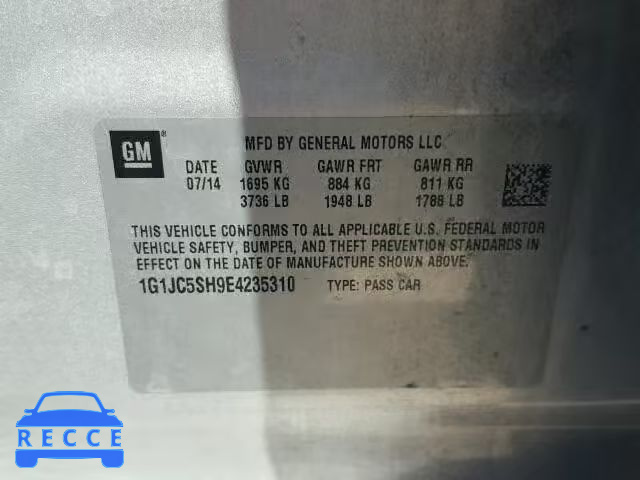 GM ®
MFD BY GENERAL MOTORS LLC
DATE GVWR GAWR FRT GAWR RR
07/14 1695 KG 884 KG 811 KG
3736 LB 1948 LB 1788 LB
THIS VEHICLE CONFORMS TO ALL APPLICABLE U.S. FEDERAL MOTOR
VEHICLE SAFETY, BUMPER, AND THEFT PREVENTION STANDARDS IN
EFFECT ON THE DATE OF MANUFACTURE SHOWN ABOVE.
1G1JC5SH9E4235310 TYPE: PASS CAR
RECCE